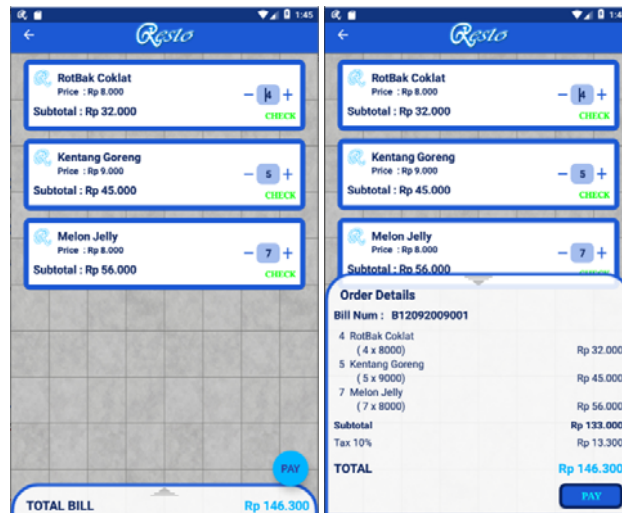 1:45
Resto
RotBak Coklat
Price : Rp 8.000
Subtotal : Rp 32.000
- 4 +
CHECK
Kentang Goreng
Price : Rp 9.000
Subtotal : Rp 45.000
- 5 +
CHECK
Melon Jelly
Price : Rp 8.000
Subtotal : Rp 56.000
- 7 +
CHECK
PAY
TOTAL BILL Rp 146.300
1:4
Resto
RotBak Coklat
Price : Rp 8.000
Subtotal : Rp 32.000
- 4 +
CHECK
Kentang Goreng
Price : Rp 9.000
Subtotal : Rp 45.000
- 5 +
CHECK
Melon Jelly
Price : Rp 8.000
Subtotal : Rp 56.000
- 7 +
CHECK
Order Details
Bill Num : B12092009001
4 RotBak Coklat
( 4 x 8000) Rp 32.000
5 Kentang Goreng
( 5 x 9000) Rp 45.000
7 Melon Jelly
( 7 x 8000) Rp 56.000
Subtotal Rp 133.000
Tax 10% Rp 13.300
TOTAL Rp 146.300
PAY